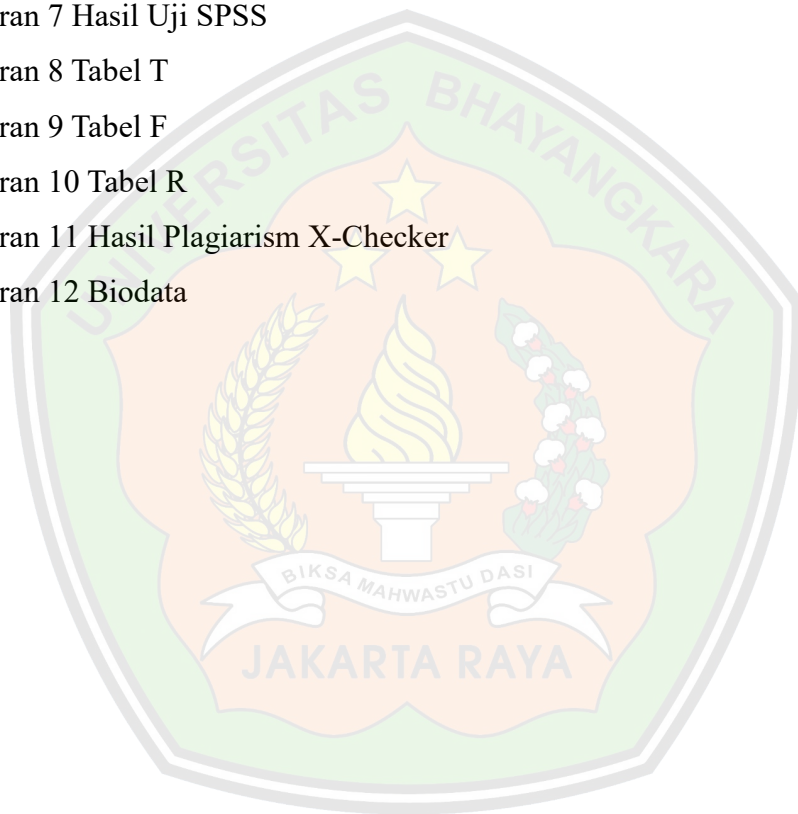 ran 7 Hasil Uji SPSS
ran 8 Tabel T
ran 9 Tabel F
ran 10 Tabel R
ran 11 Hasil Plagiarism X-Checker
ran 12 Biodata
UNIVERSITAS BHAYANGKARA
BIKSA MAHWASTU DASI
JAKARTA RAYA